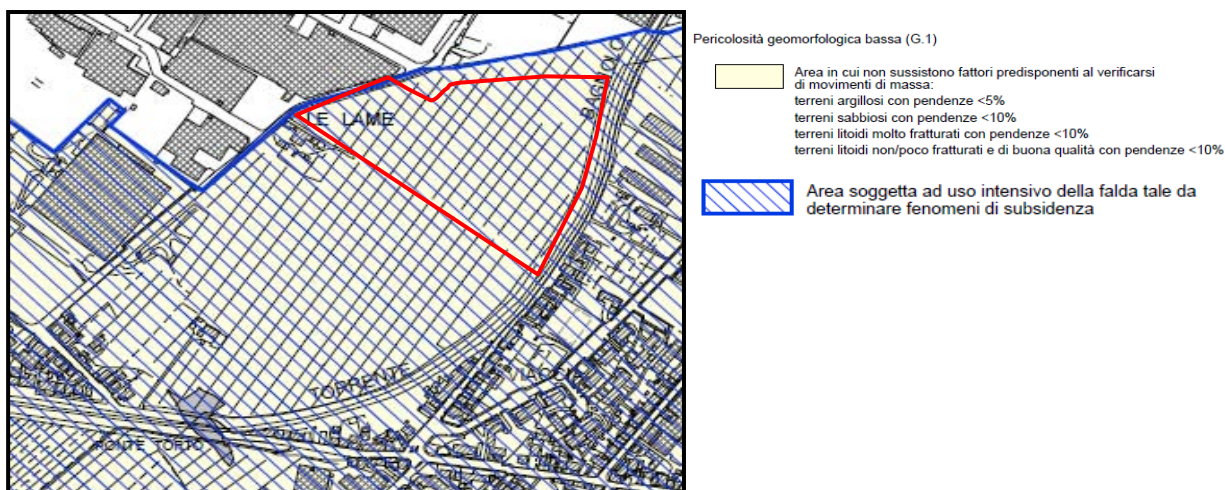 BAGNOLO
LE LAME
TORRENTE
VIACCIA
PONTE TORTO
Pericolosità geomorfologica bassa (G.1)
Area in cui non sussistono fattori predisponenti al verificarsi
di movimenti di massa:
terreni argillosi con pendenze <5%
terreni sabbiosi con pendenze <10%
terreni litoidi molto fratturati con pendenze <10%
terreni litoidi non/poco fratturati e di buona qualità con pendenze <10%
Area soggetta ad uso intensivo della falda tale da
determinare fenomeni di subsidenza